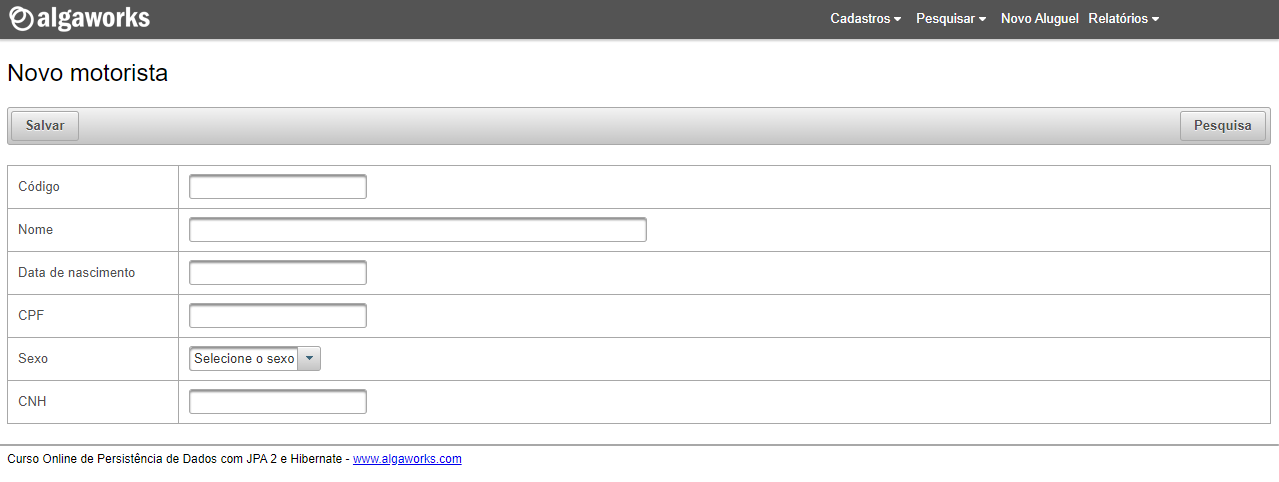 algaworks
Cadastros Pesquisar Novo Aluguel Relatórios
Novo motorista
Salvar Pesquisa
Código
Nome
Data de nascimento
CPF
Sexo Selecione o sexo
CNH
Curso Online de Persistência de Dados com JPA 2 e Hibernate - www.algaworks.com